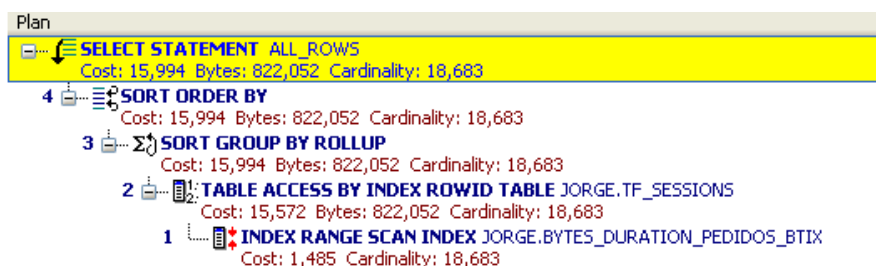 Plan
SELECT STATEMENT ALL_ROWS
Cost: 15,994 Bytes: 822,052 Cardinality: 18,683
4 SORT ORDER BY
Cost: 15,994 Bytes: 822,052 Cardinality: 18,683
3 SORT GROUP BY ROLLUP
Cost: 15,994 Bytes: 822,052 Cardinality: 18,683
2 TABLE ACCESS BY INDEX ROWID TABLE JORGE.TF_SESSIONS
Cost: 15,572 Bytes: 822,052 Cardinality: 18,683
1 INDEX RANGE SCAN INDEX JORGE.BYTES_DURATION_PEDIDOS_BTIX
Cost: 1,485 Cardinality: 18,683